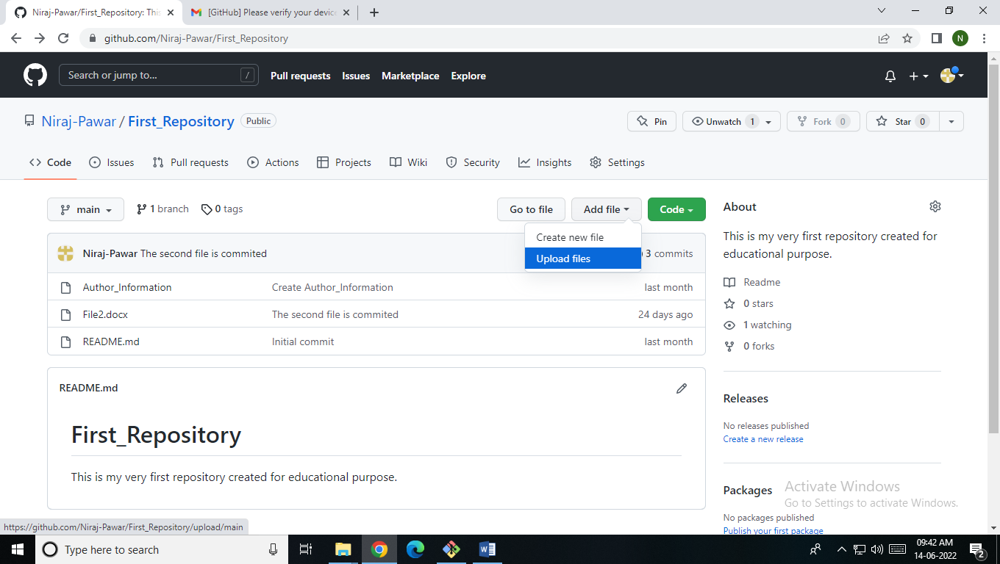 Niraj-Pawar/First_Repository: This
[GitHub] Please verify your device
github.com/Niraj-Pawar/First_Repository
N
Search or jump to...
/
Pull requests Issues Marketplace Explore
Niraj-Pawar / First_Repository Public
Pin
Unwatch 1
Fork 0
Star 0
Code Issues Pull requests Actions Projects Wiki Security Insights Settings
main
1 branch
0 tags
Go to file
Add file
Code
Create new file
Upload files
Niraj-Pawar The second file is commited
3 commits
Author_Information Create Author_Information last month
File2.docx The second file is commited 24 days ago
README.md Initial commit last month
README.md
First_Repository
This is my very first repository created for educational purpose.
About
This is my very first repository created for
educational purpose.
Readme
0 stars
1 watching
0 forks
Releases
No releases published
Create a new release
Packages
No packages published
Publish your first package
Activate Windows
Go to Settings to activate Windows.
https://github.com/Niraj-Pawar/First_Repository/upload/main
Type here to search
W
09:42 AM
14-06-2022
2